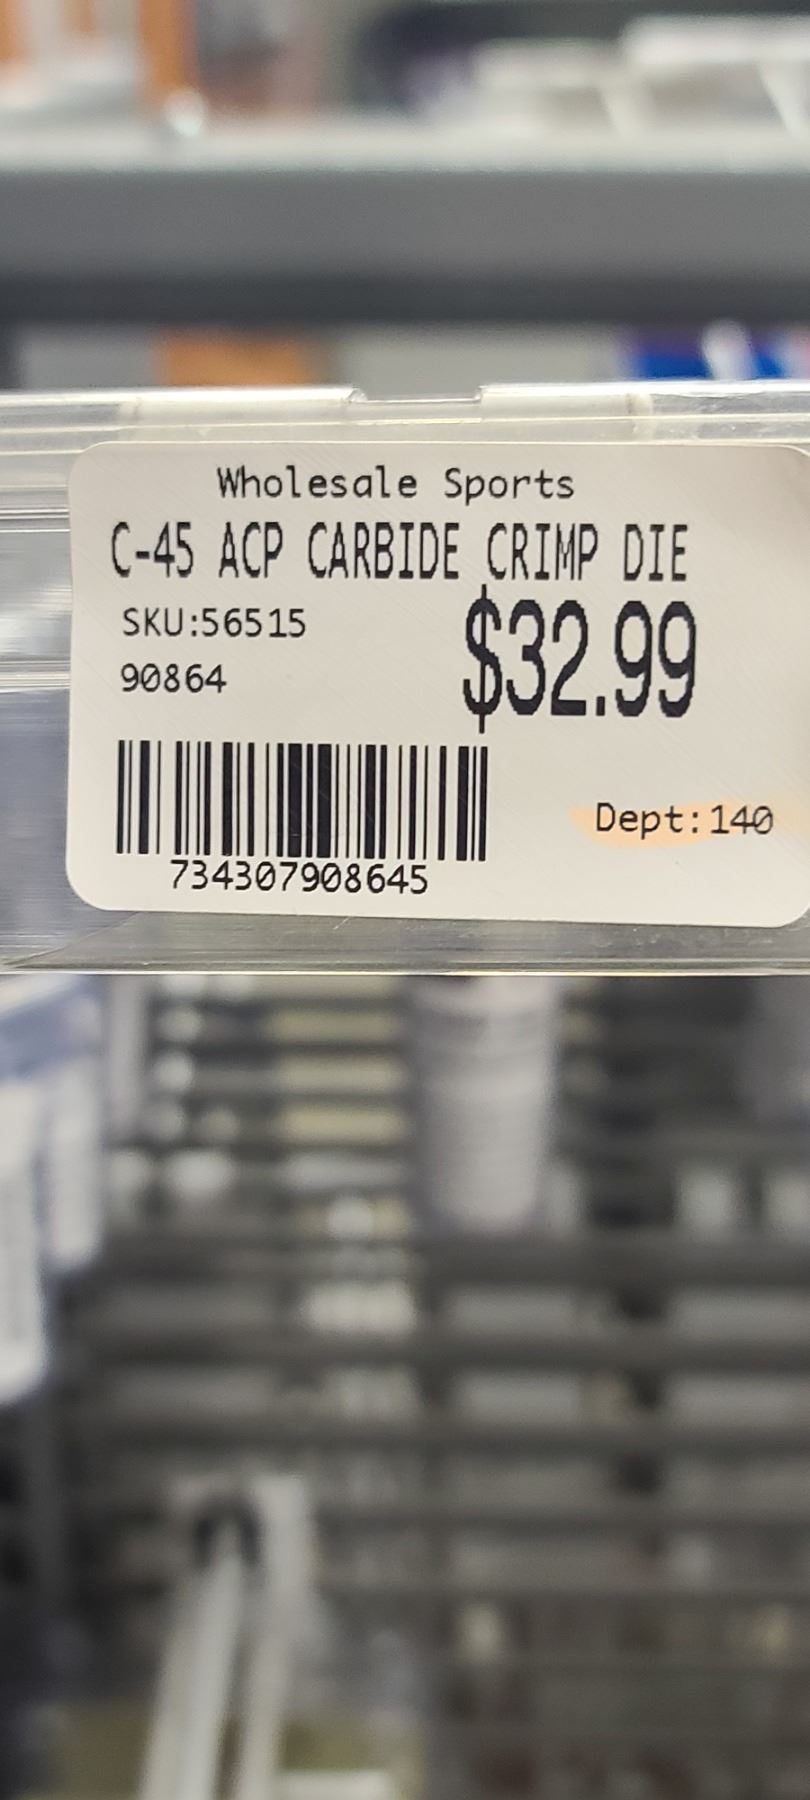 Wholesale Sports
C-45 ACP CARBIDE CRIMP DIE
SKU:56515
$32.99
90864
Dept:140
734307908645